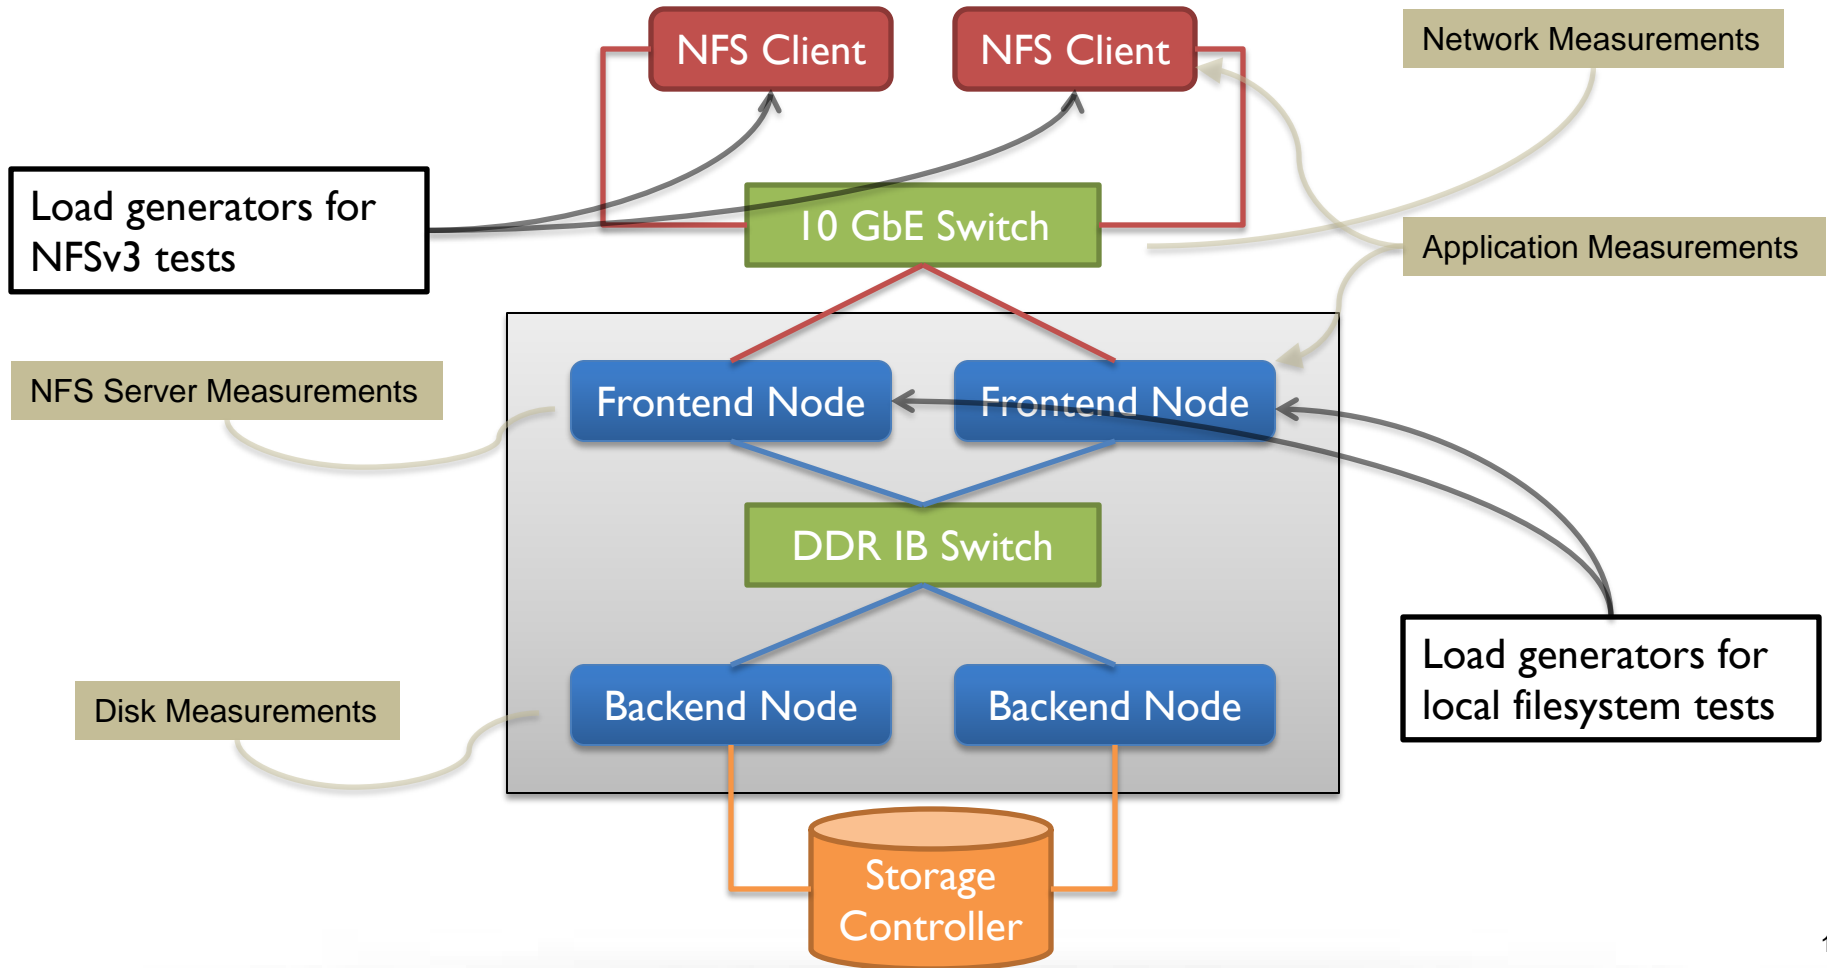 NFS Client
NFS Client
Network Measurements
Load generators for
NFSv3 tests
10 GbE Switch
Application Measurements
NFS Server Measurements
Frontend Node
Frontend Node
DDR IB Switch
Load generators for
local filesystem tests
Disk Measurements
Backend Node
Backend Node
Storage
Controller